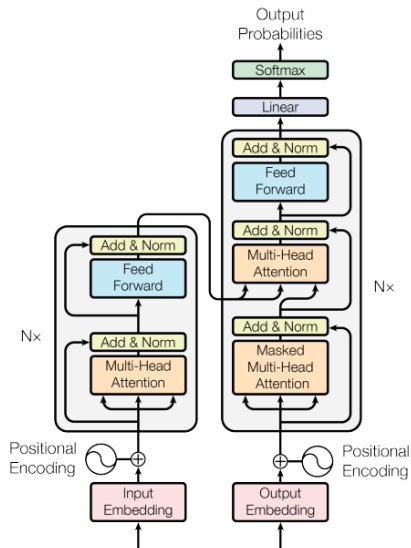 Output
Probabilities
Softmax
Linear
Add & Norm
Feed
Forward
Add & Norm
Multi-Head
Attention
Nx
Add & Norm
Masked
Multi-Head
Attention
Positional
Encoding
Output
Embedding
Add & Norm
Feed
Forward
Nx
Add & Norm
Multi-Head
Attention
Positional
Encoding
Input
Embedding